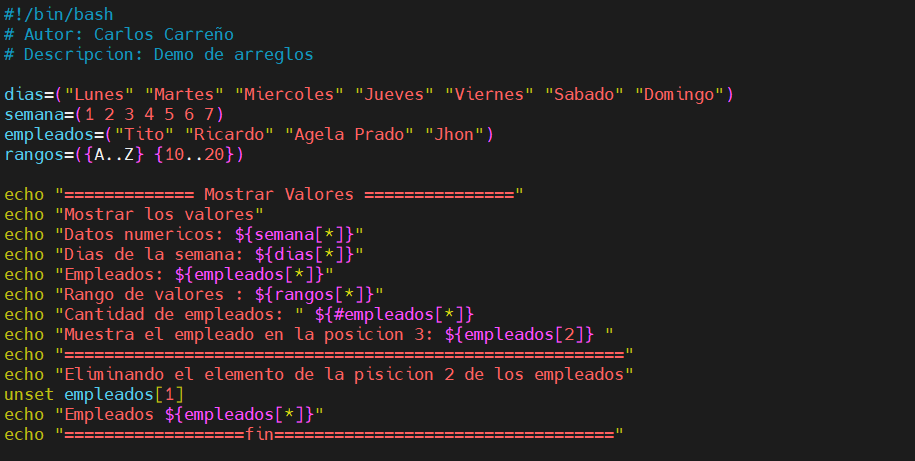 #!/bin/bash
# Autor: Carlos Carreño
# Descripcion: Demo de arreglos
dias=("Lunes" "Martes" "Miercoles" "Jueves" "Viernes" "Sabado" "Domingo")
semana=(1 2 3 4 5 6 7)
empleados=("Tito" "Ricardo" "Agela Prado" "Jhon")
rangos=({A..Z} {10..20})
echo "============= Mostrar Valores ==============="
echo "Mostrar los valores"
echo "Datos numericos: ${semana[*]}"
echo "Dias de la semana: ${dias[*]}"
echo "Empleados: ${empleados[*]}"
echo "Rango de valores : ${rangos[*]}"
echo "Cantidad de empleados: " ${#empleados[*]}
echo "Muestra el empleado en la posicion 3: ${empleados[2]} "
echo "========================================================"
echo "Eliminando el elemento de la pisicion 2 de los empleados"
unset empleados[1]
echo "Empleados ${empleados[*]}"
echo "==================fin=================================="